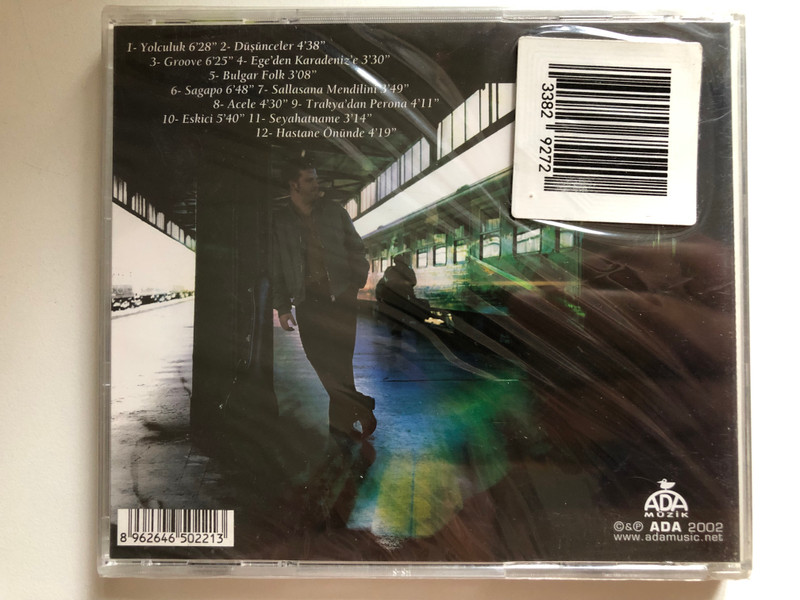 1- Yolculuk 6'28" 2- Düşünceler 4'38"
3- Groove 6'25" 4- Ege'den Karadeniz'e 3'30"
5- Bulgar Folk 3'08"
6- Sagapo 6'48" 7- Sallasana Mendilini 3'49"
8- Acele 4'30" 9- Trakya'dan Perona 4'11"
10- Eskici 5'40" 11- Seyahatname 3'14"
12- Hastane Önünde 4'19"
3382 9272
8 962646 502213
ADA
MÜZİK
©&℗ ADA 2002
www.adamusic.net